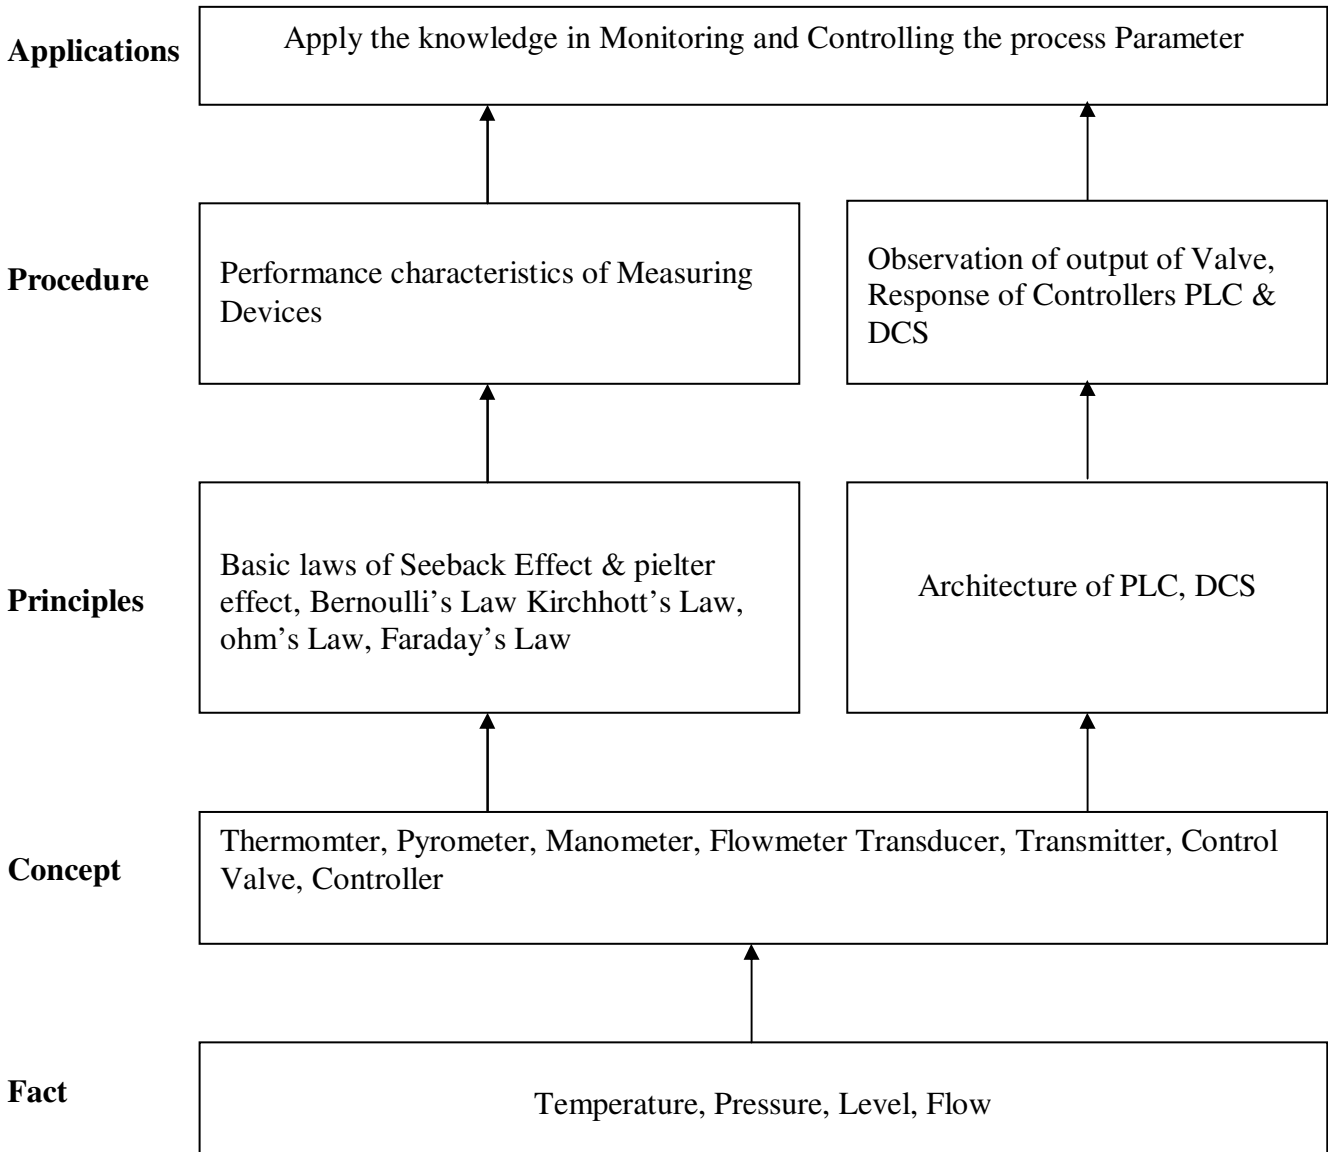 Applications
Apply the knowledge in Monitoring and Controlling the process Parameter
Procedure
Performance characteristics of Measuring
Devices
Observation of output of Valve,
Response of Controllers PLC &
DCS
Principles
Basic laws of Seeback Effect & pielter
effect, Bernoulli's Law Kirchhott's Law,
ohm's Law, Faraday's Law
Architecture of PLC, DCS
Concept
Thermomter, Pyrometer, Manometer, Flowmeter Transducer, Transmitter, Control
Valve, Controller
Fact
Temperature, Pressure, Level, Flow